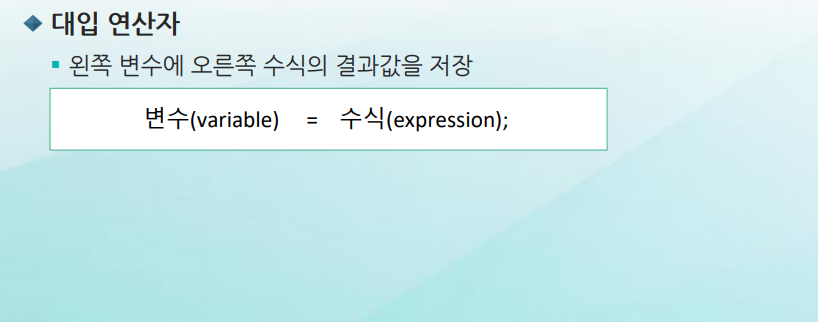 대입 연산자
왼쪽 변수에 오른쪽 수식의 결과값을 저장
변수(variable) = 수식(expression);